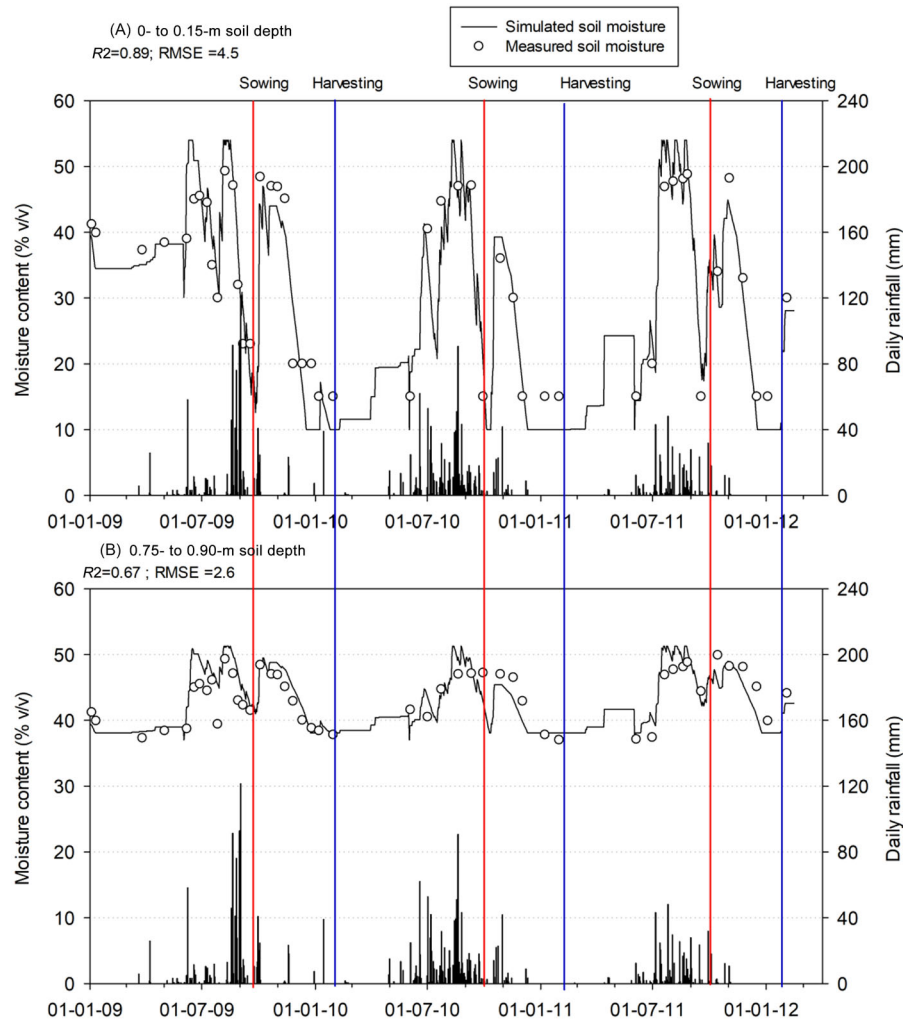 (A) 0- to 0.15-m soil depth
R2=0.89; RMSE =4.5
Simulated soil moisture
Measured soil moisture
Sowing Harvesting Sowing Harvesting Sowing Harvesting
60 240
50 200
40 160
30 120
20 80
10 40
0 0
Moisture content (% v/v)
Daily rainfall (mm)
01-01-09 01-07-09 01-01-10 01-07-10 01-01-11 01-07-11 01-01-12
(B) 0.75- to 0.90-m soil depth
R2=0.67 ; RMSE =2.6
60 240
50 200
40 160
30 120
20 80
10 40
0 0
Moisture content (% v/v)
Daily rainfall (mm)
01-01-09 01-07-09 01-01-10 01-07-10 01-01-11 01-07-11 01-01-12